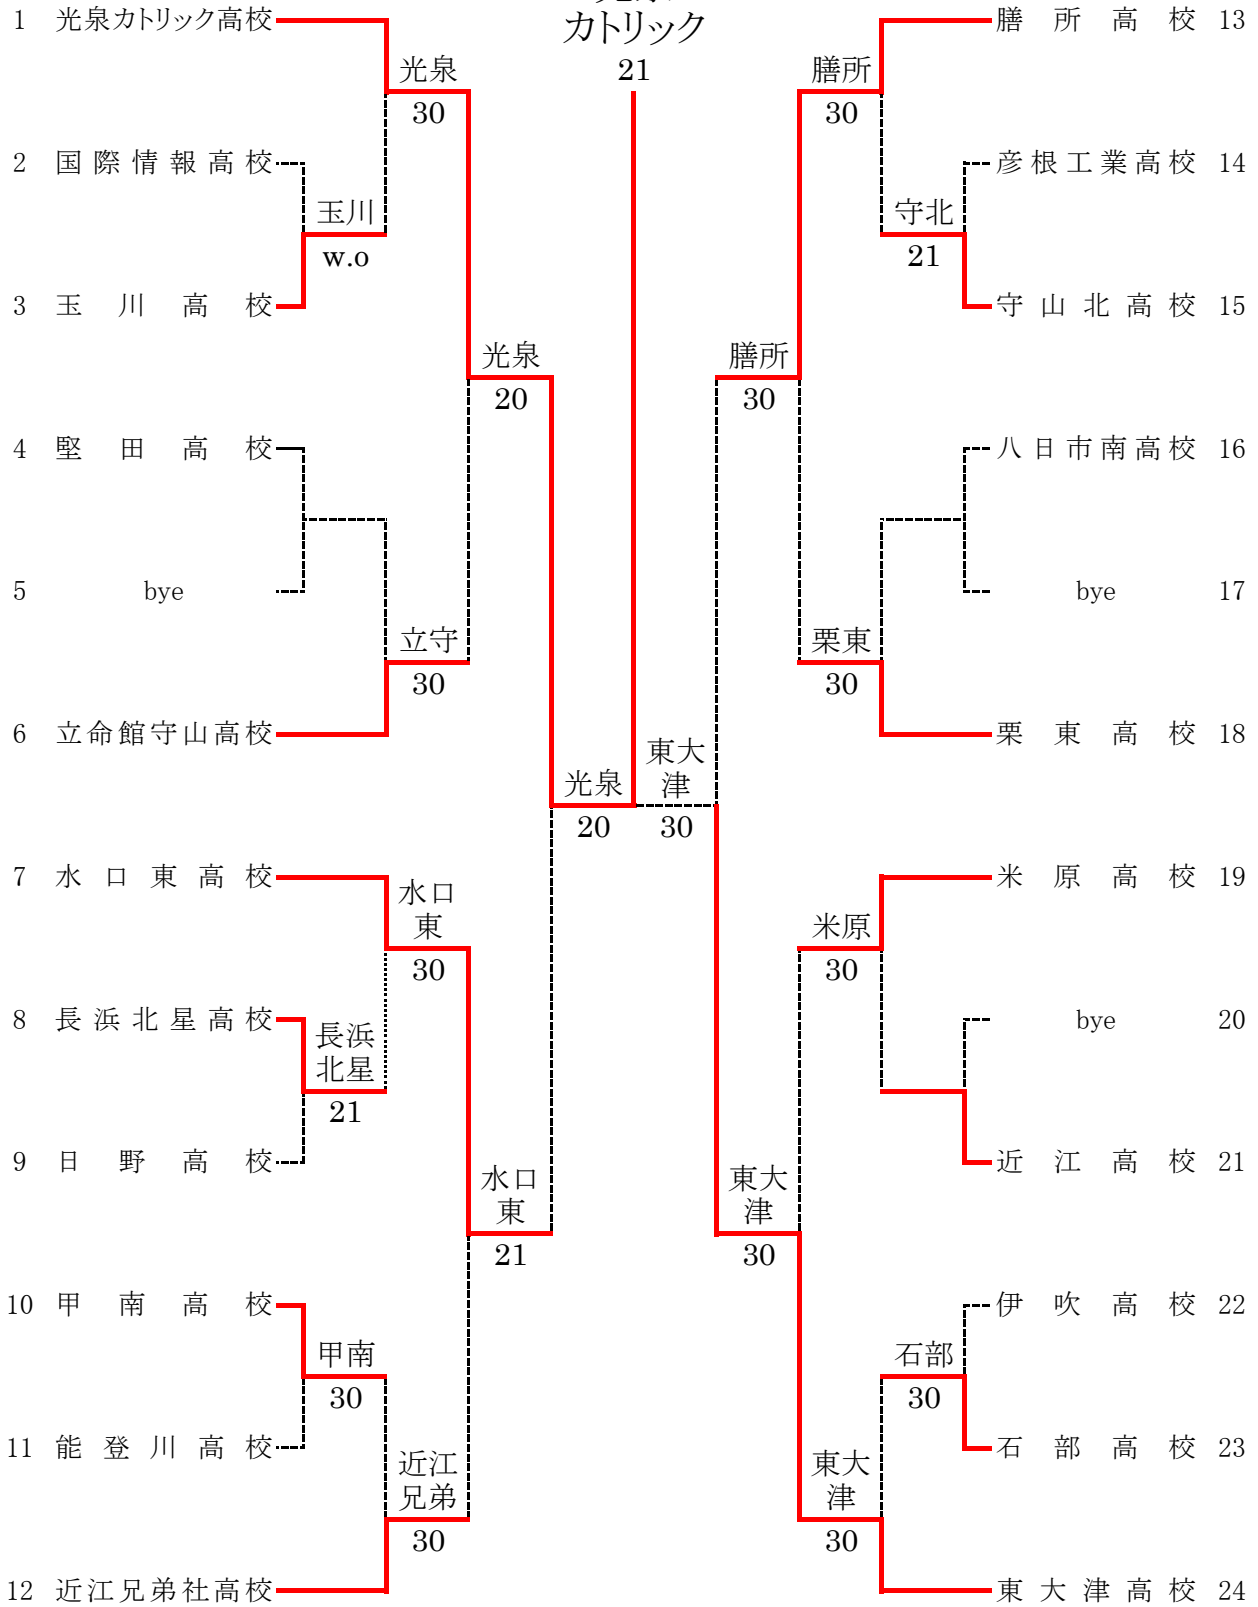 カトリック
21
1 光泉カトリック高校
光泉
30
2 国際情報高校
玉川
w.o
3 玉川高校
光泉
20
4 堅田高校
5 bye
立守
30
6 立命館守山高校
光泉
20
7 水口東高校
水口
東
30
8 長浜北星高校
長浜
北星
21
9 日野高校
水口
東
21
10 甲南高校
甲南
30
11 能登川高校
近江
兄弟
30
12 近江兄弟社高校
膳所高校 13
膳所
30
彦根工業高校 14
守北
21
守山北高校 15
膳所
30
八日市南高校 16
bye 17
栗東
30
栗東高校 18
東大
津
30
米原高校 19
米原
30
bye 20
近江高校 21
東大
津
30
伊吹高校 22
石部
30
石部高校 23
東大
津
30
東大津高校 24